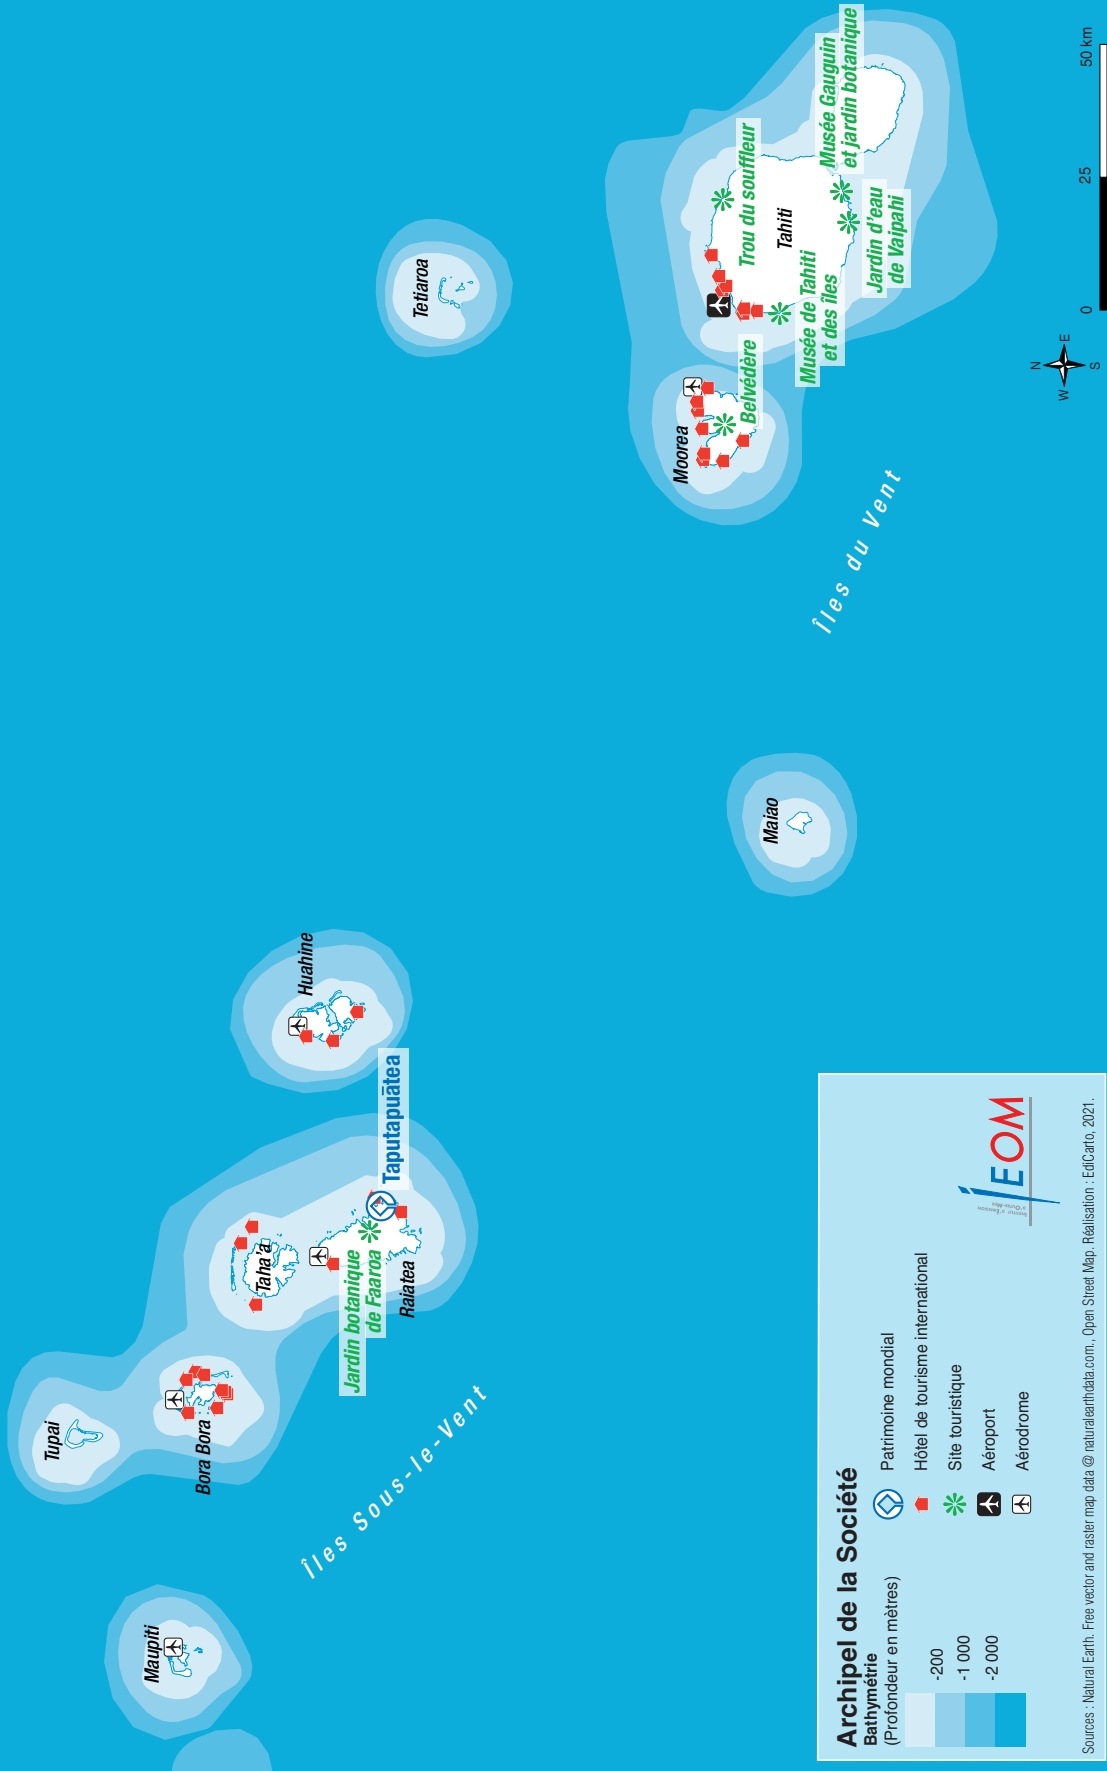 Maupiti
Tupai
Bora Bora
Taha'a
Raiatea
Jardin botanique
de Faaroa
Taputapuātea
Huahine
Îles Sous-le-Vent
Maiao
Tetiaroa
Moorea
Belvédère
Îles du Vent
Tahiti
Trou du souffleur
Musée de Tahiti
et des îles
Jardin d'eau
de Vaipahi
Musée Gauguin
et jardin botanique
N
W
E
S
0
25
50 km
Archipel de la Société
Bathymétrie
(Profondeur en mètres)
-200
-1 000
-2 000
Patrimoine mondial
Hôtel de tourisme international
Site touristique
Aéroport
Aérodrome
IEOM
Institut d'Émission
d'Outre-Mer
Sources : Natural Earth. Free vector and raster map data @ naturalearthdata.com., Open Street Map. Réalisation : EdiCarto, 2021.